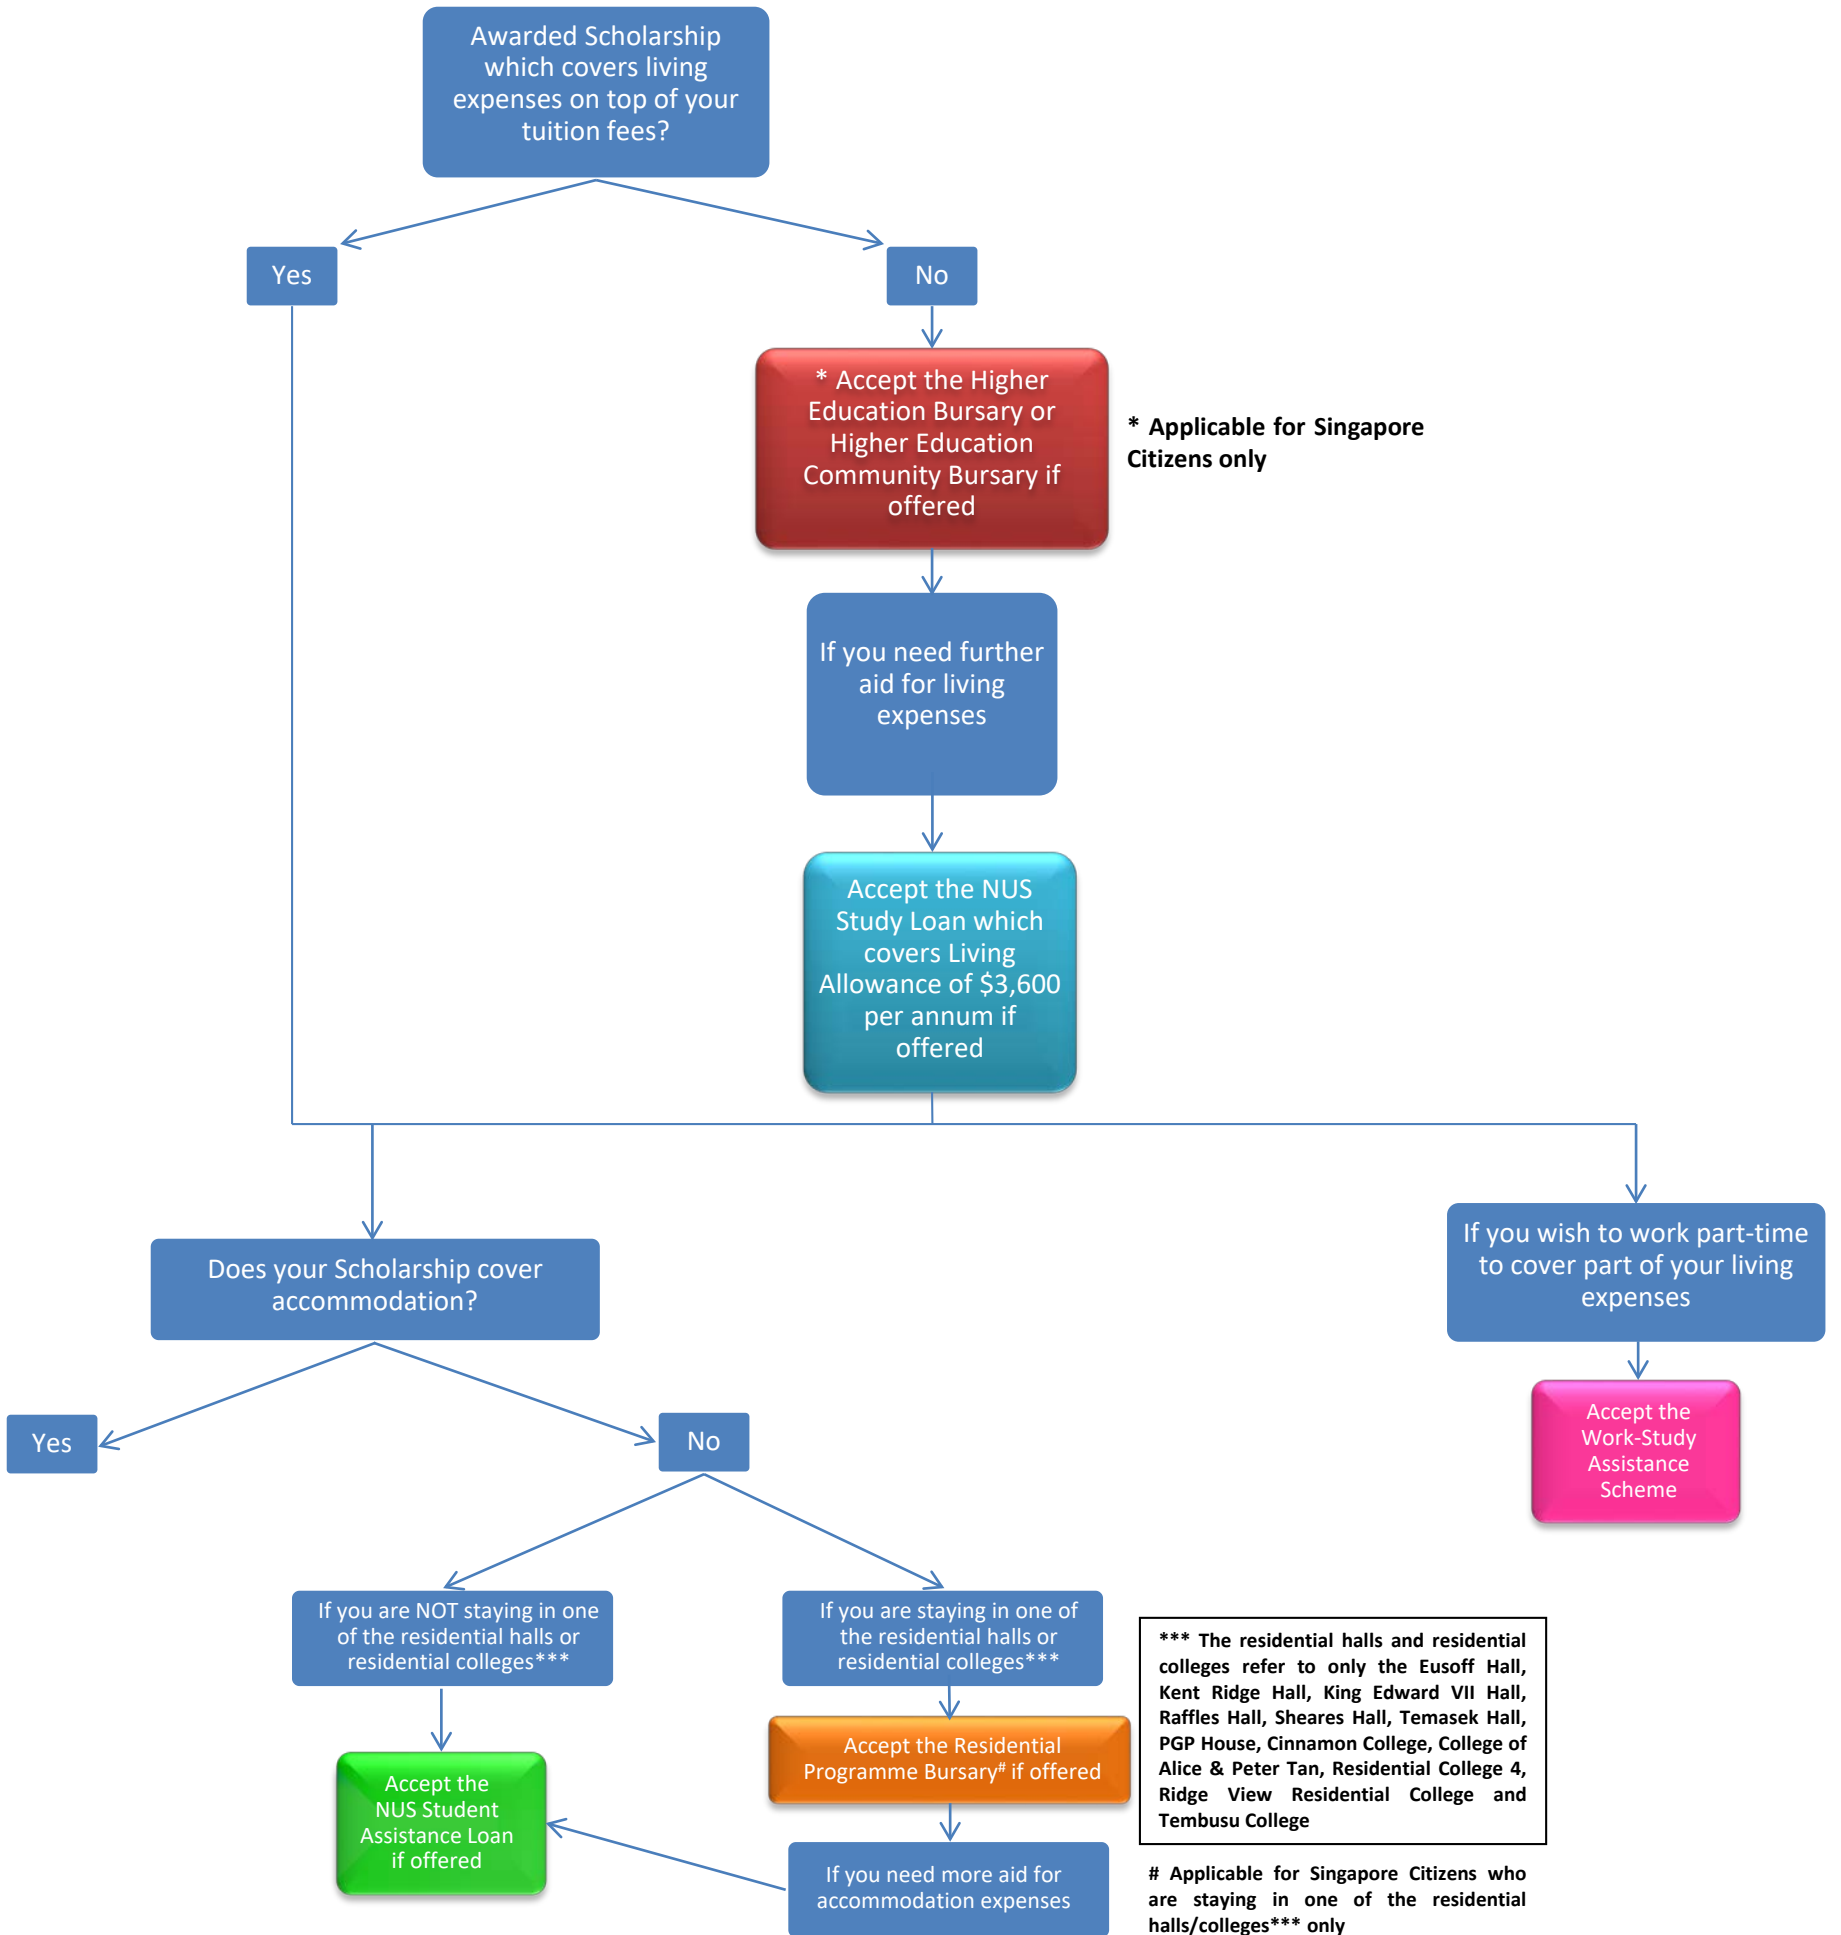 Awarded Scholarship
which covers living
expenses on top of your
tuition fees?
Yes
No
* Accept the Higher
Education Bursary or
Higher Education
Community Bursary if
offered
* Applicable for Singapore
Citizens only
If you need further
aid for living
expenses
Accept the NUS
Study Loan which
covers Living
Allowance of $3,600
per annum if
offered
Does your Scholarship cover
accommodation?
If you wish to work part-time
to cover part of your living
expenses
Yes
No
Accept the
Work-Study
Assistance
Scheme
If you are NOT staying in one
of the residential halls or
residential colleges***
If you are staying in one of
the residential halls or
residential colleges***
*** The residential halls and residential
colleges refer to only the Eusoff Hall,
Kent Ridge Hall, King Edward VII Hall,
Raffles Hall, Sheares Hall, Temasek Hall,
PGP House, Cinnamon College, College of
Alice & Peter Tan, Residential College 4,
Ridge View Residential College and
Tembusu College
Accept the
NUS Student
Assistance Loan
if offered
Accept the Residential
Programme Bursary# if offered
If you need more aid for
accommodation expenses
# Applicable for Singapore Citizens who
are staying in one of the residential
halls/colleges*** only